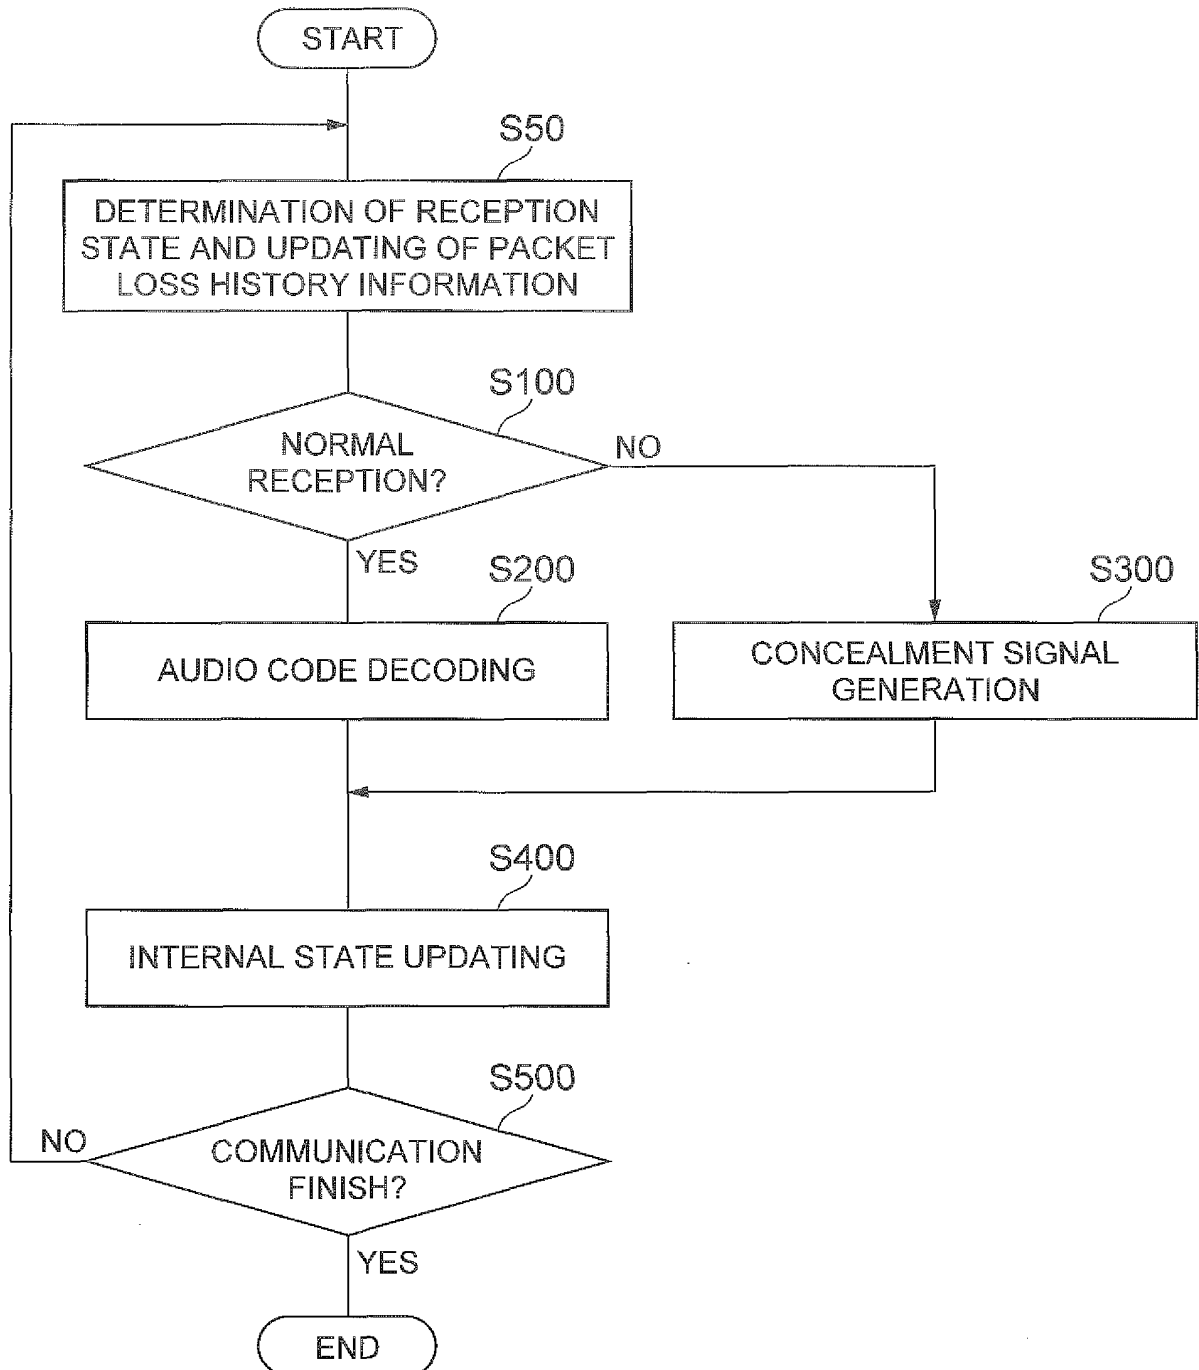 START
S50
DETERMINATION OF RECEPTION
STATE AND UPDATING OF PACKET
LOSS HISTORY INFORMATION
S100
NORMAL
RECEPTION?
NO
YES
S200
AUDIO CODE DECODING
S300
CONCEALMENT SIGNAL
GENERATION
S400
INTERNAL STATE UPDATING
S500
COMMUNICATION
FINISH?
NO
YES
END